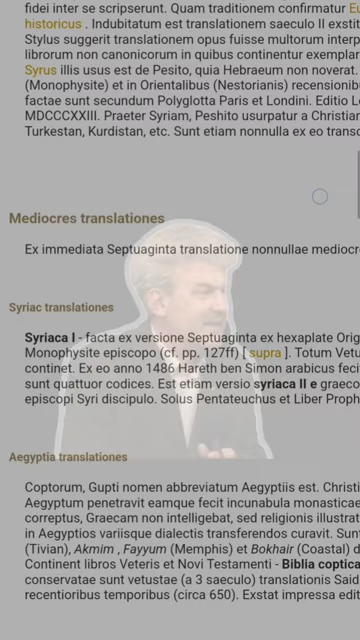 fidei inter se scripserunt. Quam traditionem confirmatur Eu
historicus . Indubitatum est translationem saeculo II exstit
Stylus suggerit translationem opus fuisse multorum interp
librorum non canonicorum in quibus continentur exemplar
Syrus illis usus est de Pesito, quia Hebraeum non noverat.
(Monophysite) et in Orientalibus (Nestorianis) recensionibu
factae sunt secundum Polyglotta Paris et Londini. Editio Lo
MDCCCXXIII. Praeter Syriam, Peshito usurpatur a Christian
Turkestan, Kurdistan, etc. Sunt etiam nonnulla ex eo transc
Mediocres translationes
Ex immediata Septuaginta translatione nonnullae mediocre
Syriac translationes
Syriaca I - facta ex versione Septuaginta ex hexaplate Orig
Monophysite episcopo (cf. pp. 127ff) [ supra ]. Totum Vetu
continet. Ex eo anno 1486 Hareth ben Simon arabicus feci
sunt quattuor codices. Est etiam versio syriaca II e graeco
episcopi Syri discipulo. Solus Pentateuchus et Liber Proph
Aegyptia translationes
Coptorum, Gupti nomen abbreviatum Aegyptiis est. Christi
Aegyptum penetravit eamque fecit incunabula monasticae
correptus, Graecam non intelligebat, sed religionis illustrat
in Aegyptios variisque dialectis transferendos curavit. Sun
(Tivian), Akmim , Fayyum (Memphis) et Bokhair (Coastal) d
Continent libros Veteris et Novi Testamenti - Biblia coptica
conservatae sunt vetustae (a 3 saeculo) translationis Said
recentioribus temporibus (circa 650). Exstat impressa edit